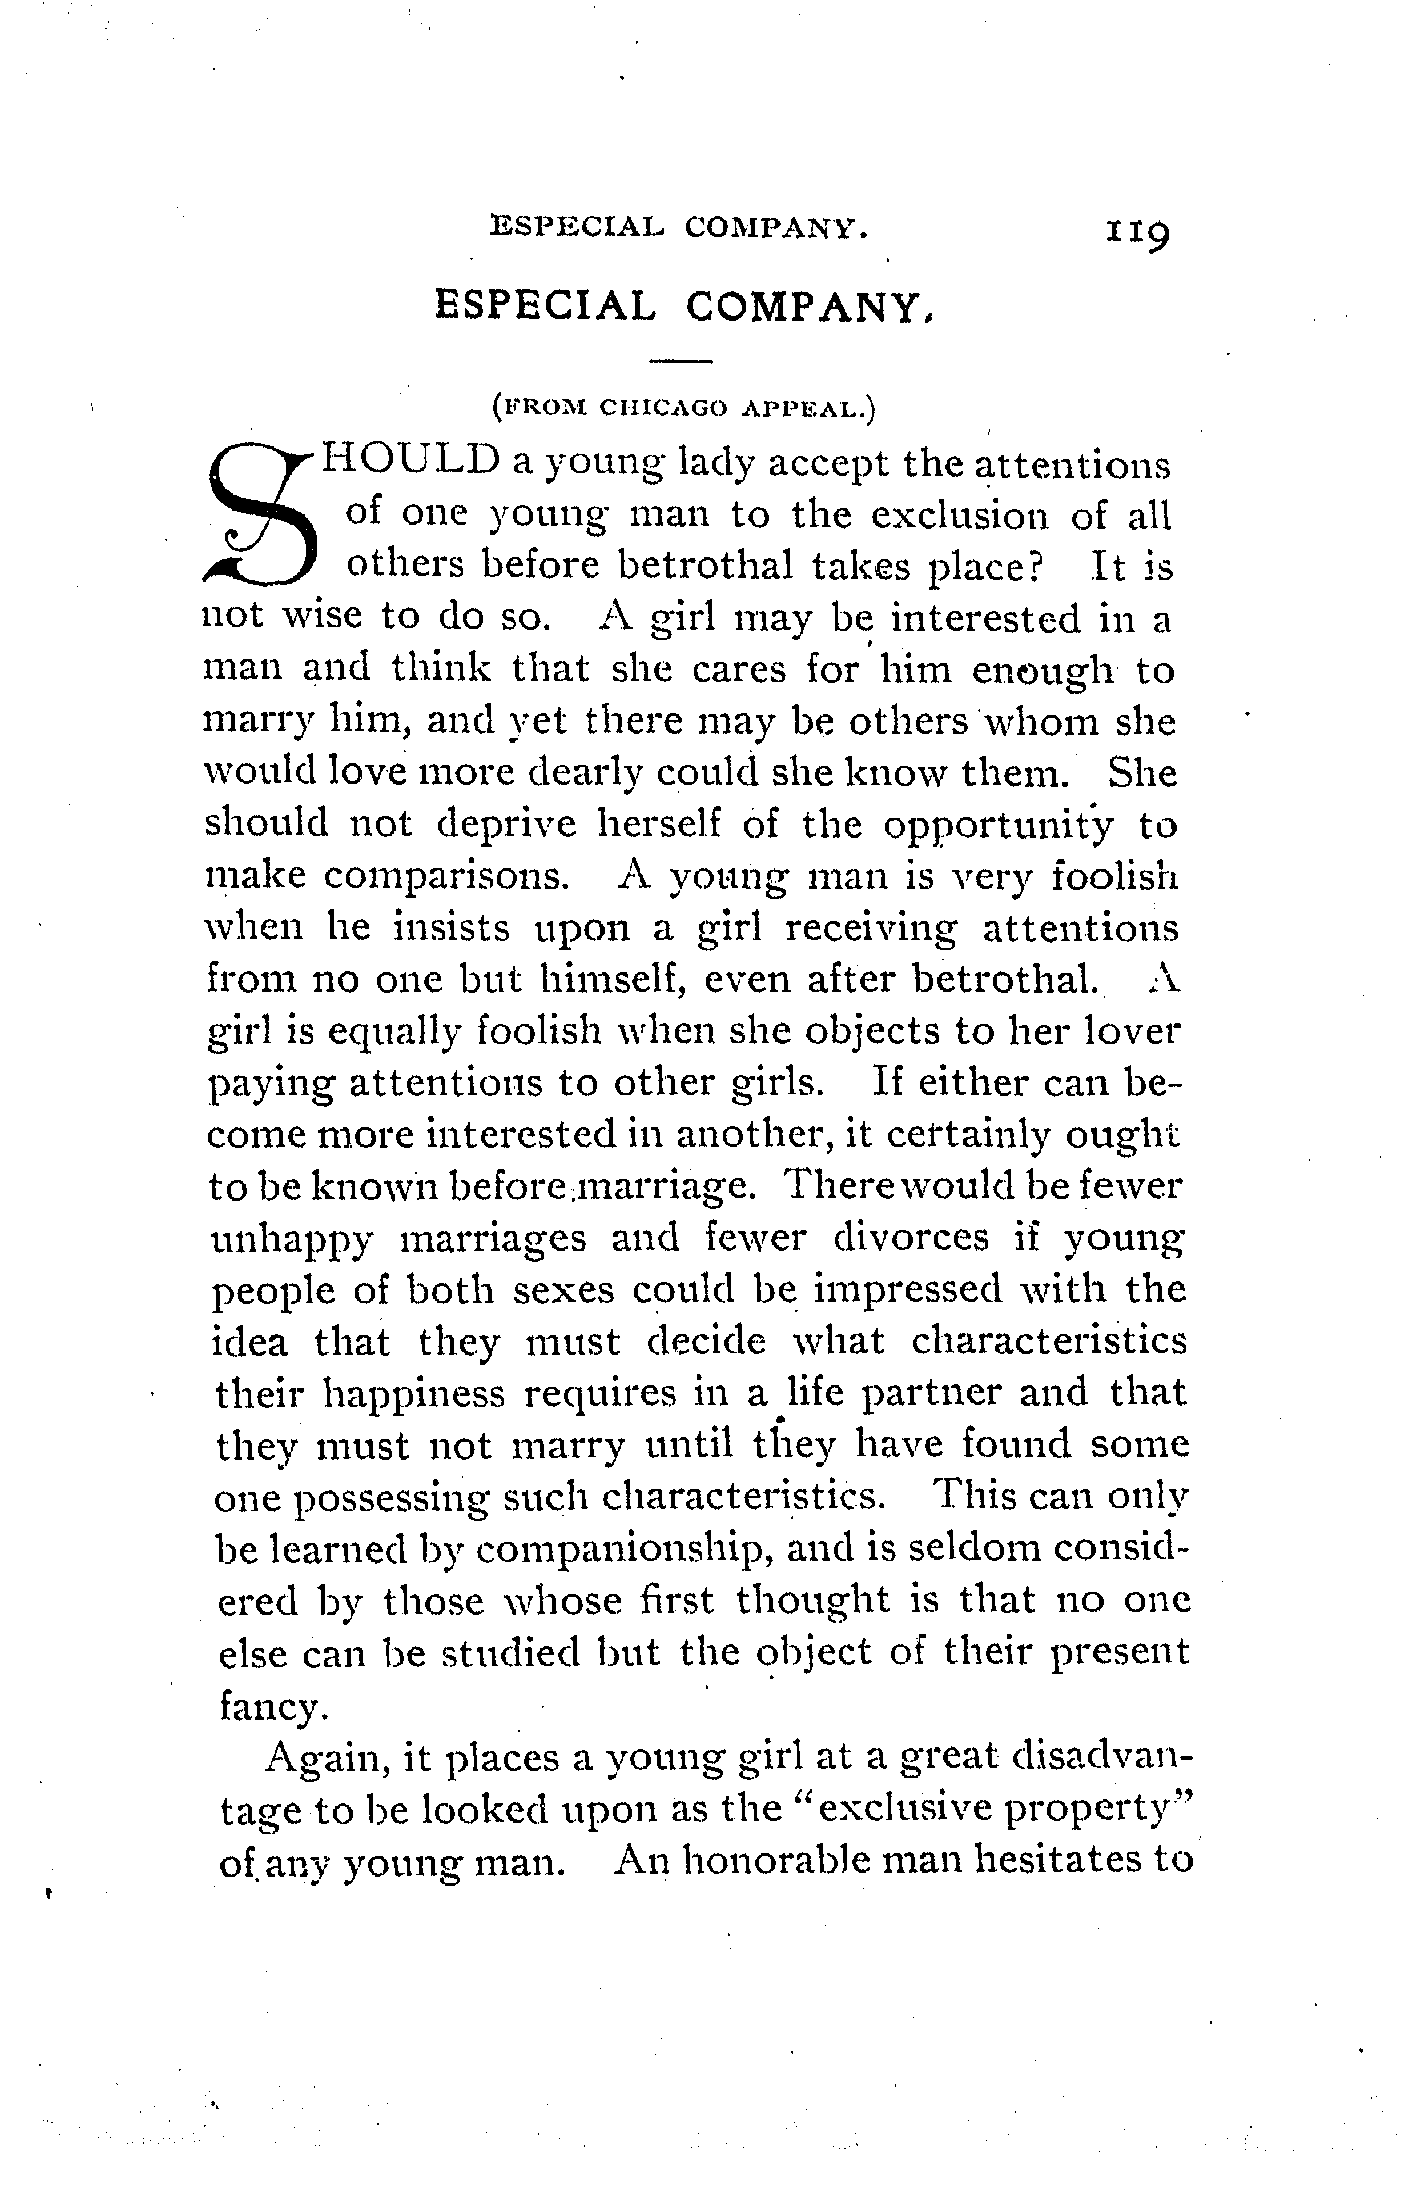 ESPECIAL COMPANY. 119
ESPECIAL COMPANY.
(FROM CHICAGO APPEAL.)
SHOULD a young lady accept the attentions
of one young man to the exclusion of all
others before betrothal takes place? It is
not wise to do so. A girl may be interested in a
man and think that she cares for him enough to
marry him, and yet there may be others whom she
would love more dearly could she know them. She
should not deprive herself of the opportunity to
make comparisons. A young man is very foolish
when he insists upon a girl receiving attentions
from no one but himself, even after betrothal. A
girl is equally foolish when she objects to her lover
paying attentions to other girls. If either can be-
come more interested in another, it certainly ought
to be known before marriage. There would be fewer
unhappy marriages and fewer divorces if young
people of both sexes could be impressed with the
idea that they must decide what characteristics
their happiness requires in a life partner and that
they must not marry until they have found some
one possessing such characteristics. This can only
be learned by companionship, and is seldom consid-
ered by those whose first thought is that no one
else can be studied but the object of their present
fancy.
Again, it places a young girl at a great disadvan-
tage to be looked upon as the "exclusive property"
of any young man. An honorable man hesitates to